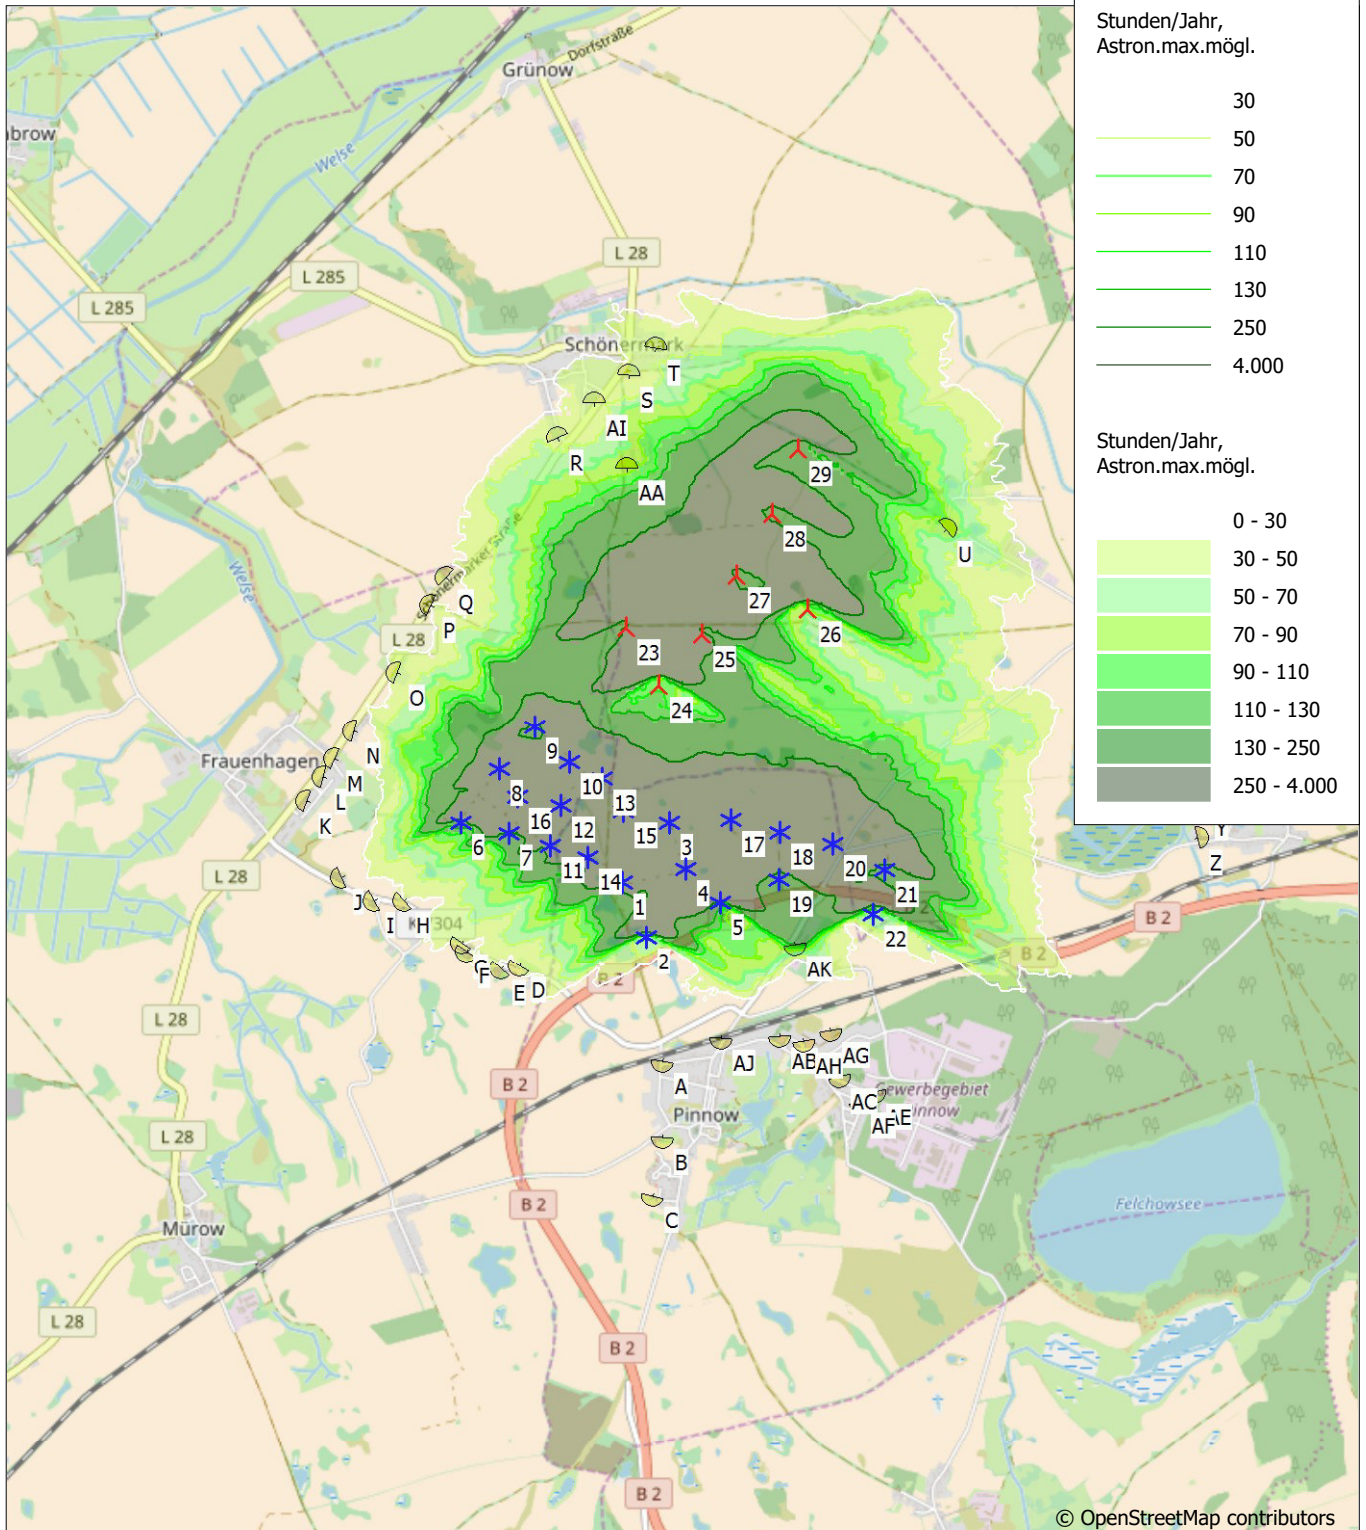 Stunden/Jahr,
Astron.max.mögl.
30
50
70
90
110
130
250
4.000
Stunden/Jahr,
Astron.max.mögl.
0 - 30
30 - 50
50 - 70
70 - 90
90 - 110
110 - 130
130 - 250
250 - 4.000
Dorfstraße
Grünow
Welse
L 28
L 285
L 285
Schönermark
T
S
AI
R
AA
29
28
U
Schönermarker Straße
Welse
27
Q
26
P
L 28
23
25
O
24
9
N
Frauenhagen
10
M
8
13
L
16
12
15
K
17
18
6
7
3
11
20
14
L 28
21
4
19
1
J
5
I
H
22
B 2
2
AK
B 2
G
F
E
D
B 2
Y
Z
L 28
AJ
AB
AH
AG
A
B 2
Gewerbegebiet
Pinnow
AC
AE
AF
L 28
B
B 2
Felchowsee
C
Mürow
L 28
B 2
B 2
© OpenStreetMap contributors